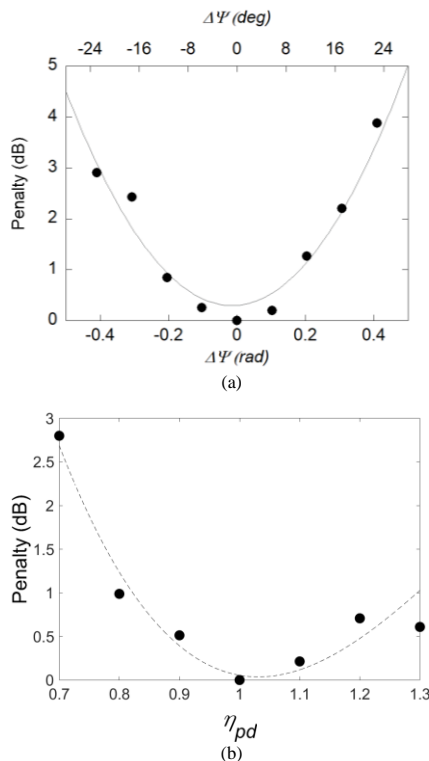 ΔΨ (deg)
-24 -16 -8 0 8 16 24
5
4
3
2
1
0
Penalty (dB)
-0.4 -0.2 0 0.2 0.4
ΔΨ (rad)
(a)
3
2.5
2
1.5
1
0.5
0
Penalty (dB)
0.7 0.8 0.9 1 1.1 1.2 1.3
η_pd
(b)